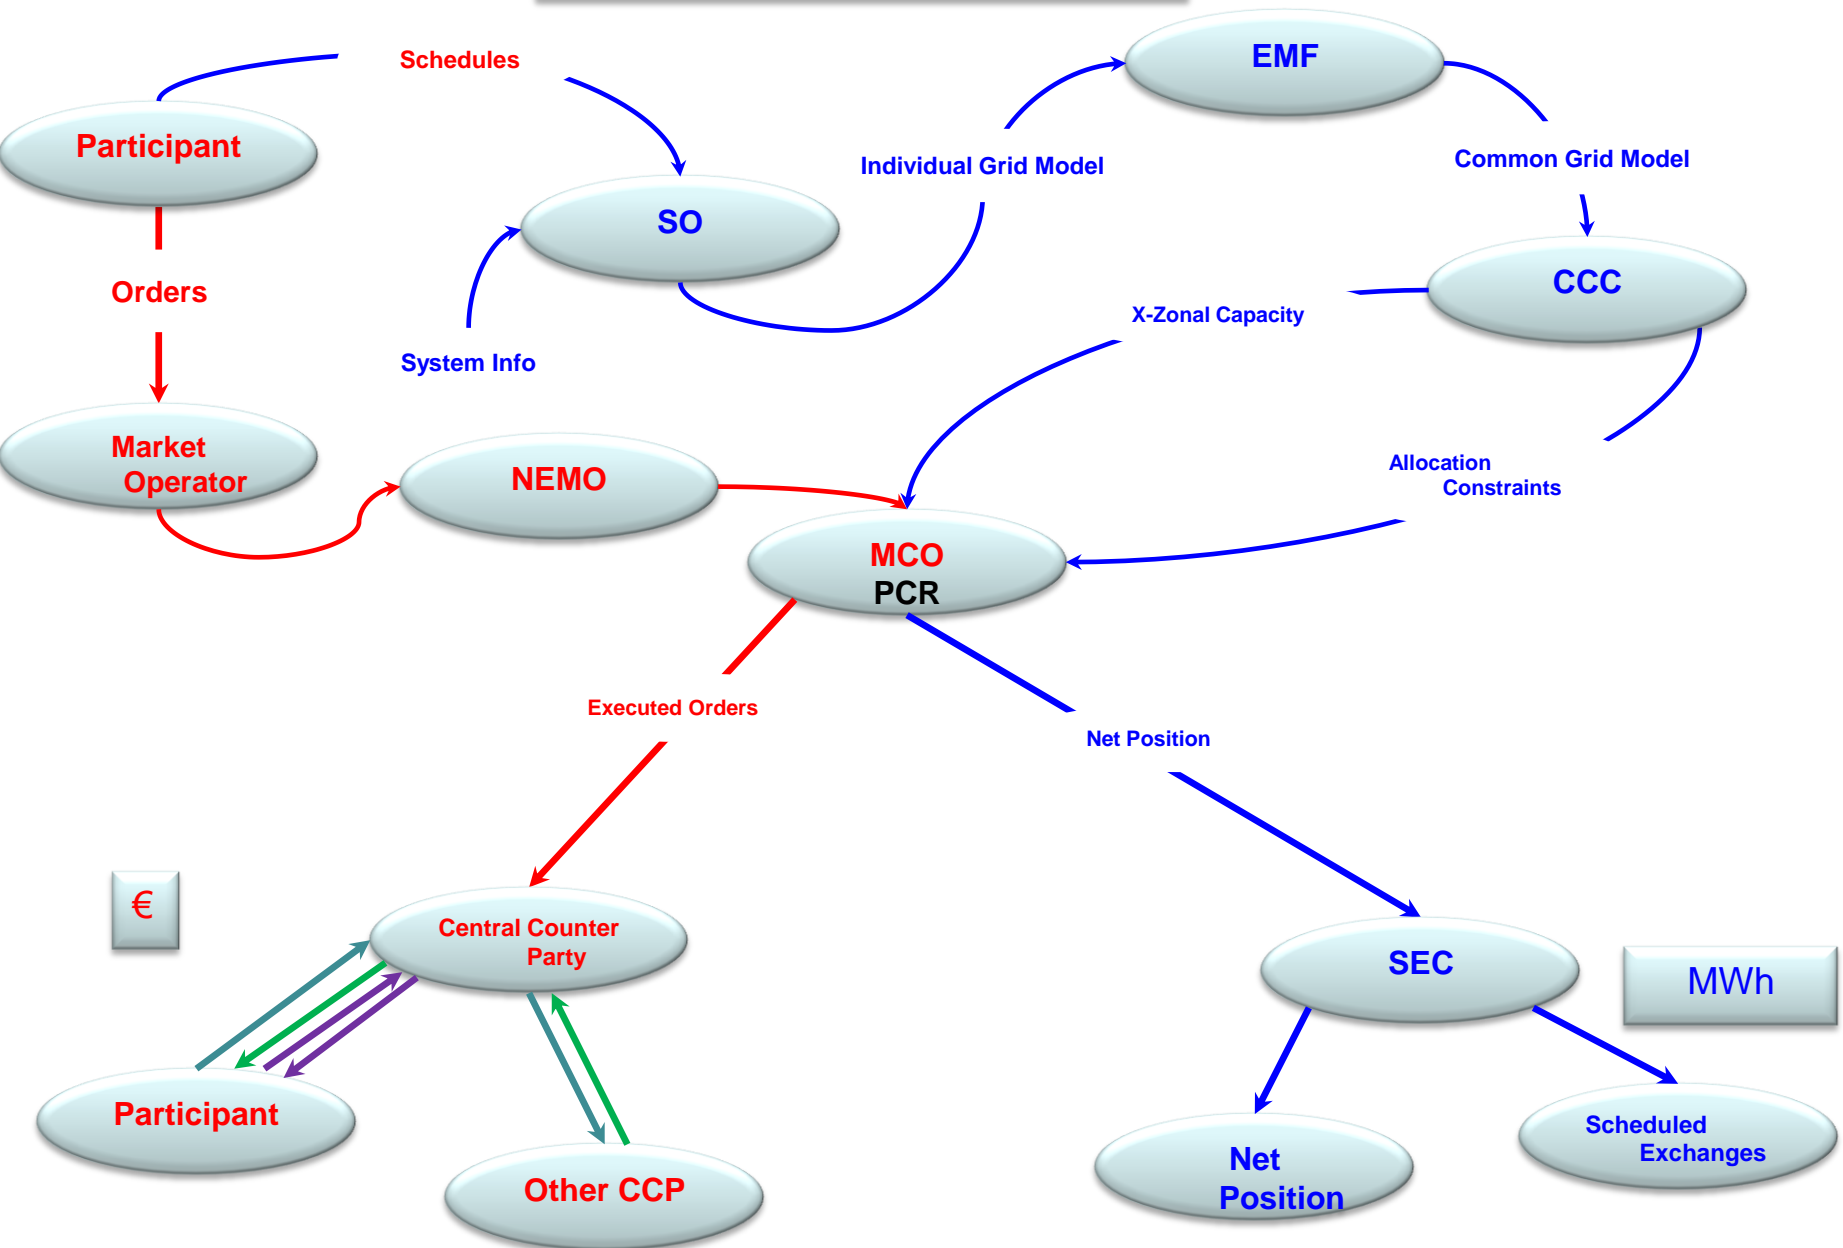 EMF
Schedules
Participant
Individual Grid Model
Common Grid Model
SO
CCC
Orders
X-Zonal Capacity
System Info
Market
Operator
NEMO
Allocation
Constraints
MCO
PCR
Executed Orders
Net Position
€
Central Counter
Party
SEC
MWh
Participant
Other CCP
Net
Position
Scheduled
Exchanges